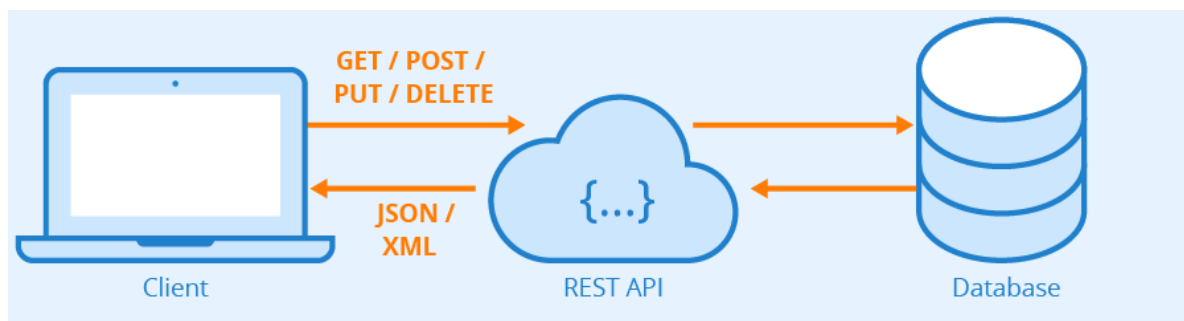 GET / POST /
PUT / DELETE
{...}
JSON /
XML
Client
REST API
Database